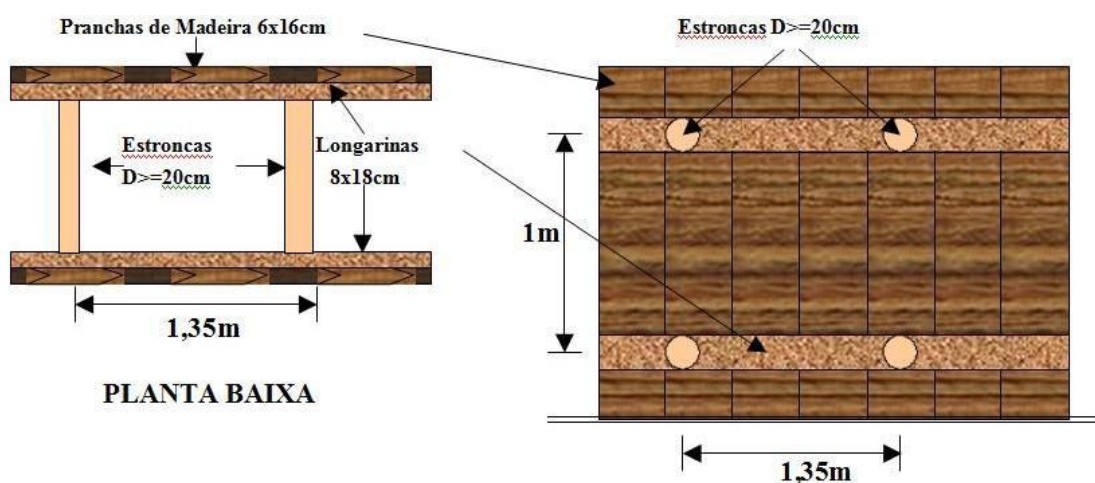 Pranchas de Madeira 6x16cm
Estroncas D>=20cm
Estroncas
D>=20cm
Longarinas
8x18cm
1m
1,35m
PLANTA BAIXA
1,35m